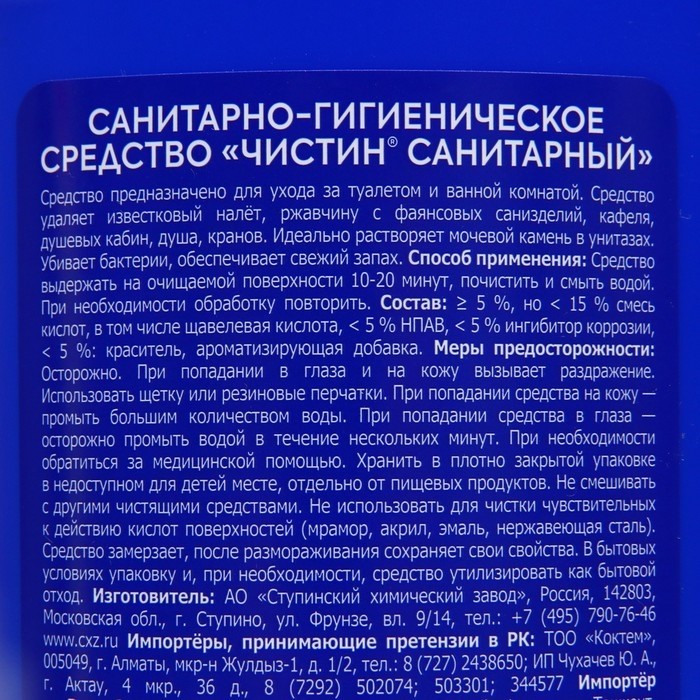 САНИТАРНО-ГИГИЕНИЧЕСКОЕ
СРЕДСТВО «ЧИСТИН® САНИТАРНЫЙ»
Средство предназначено для ухода за туалетом и ванной комнатой. Средство
удаляет известковый налёт, ржавчину с фаянсовых санизделий, кафеля,
душевых кабин, душа, кранов. Идеально растворяет мочевой камень в унитазах.
Убивает бактерии, обеспечивает свежий запах. Способ применения: Средство
выдержать на очищаемой поверхности 10-20 минут, почистить и смыть водой.
При необходимости обработку повторить. Состав: ≥ 5 %, но < 15 % смесь
кислот, в том числе щавелевая кислота, < 5 % НПАВ, < 5 % ингибитор коррозии,
< 5 %: краситель, ароматизирующая добавка. Меры предосторожности:
Осторожно. При попадании в глаза и на кожу вызывает раздражение.
Использовать щетку или резиновые перчатки. При попадании средства на кожу —
промыть большим количеством воды. При попадании средства в глаза —
осторожно промыть водой в течение нескольких минут. При необходимости
обратиться за медицинской помощью. Хранить в плотно закрытой упаковке
в недоступном для детей месте, отдельно от пищевых продуктов. Не смешивать
с другими чистящими средствами. Не использовать для чистки чувствительных
к действию кислот поверхностей (мрамор, акрил, эмаль, нержавеющая сталь).
Средство замерзает, после размораживания сохраняет свои свойства. В бытовых
условиях упаковку и, при необходимости, средство утилизировать как бытовой
отход. Изготовитель: АО «Ступинский химический завод», Россия, 142803,
Московская обл., г. Ступино, ул. Фрунзе, вл. 9/14, тел.: +7 (495) 790-76-46
www.cxz.ru Импортёры, принимающие претензии в РК: ТОО «Коктем»,
005049, г. Алматы, мкр-н Жулдыз-1, д. 1/2, тел.: 8 (727) 2438650; ИП Чухачев Ю. А.,
г. Актау, 4 мкр., 36 д., 8 (7292) 502074; 503301; 344577 Импортёр